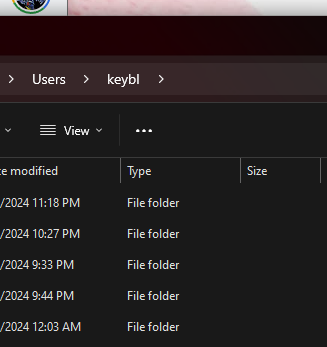 Users keybl
View
te modified Type Size
/2024 11:18 PM File folder
/2024 10:27 PM File folder
/2024 9:33 PM File folder
/2024 9:44 PM File folder
/2024 12:03 AM File folder